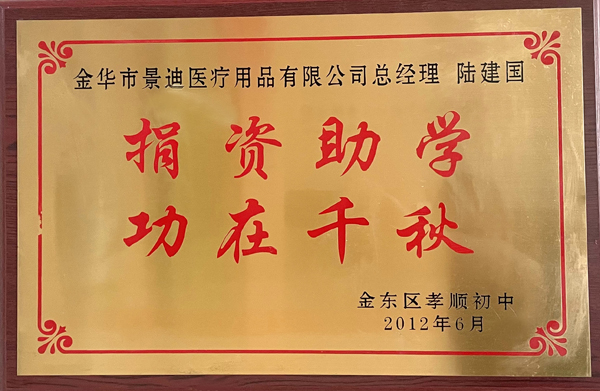 金华市景迪医疗用品有限公司总经理 陆建国
捐资助学
功在千秋
金东区孝顺初中
2012年6月